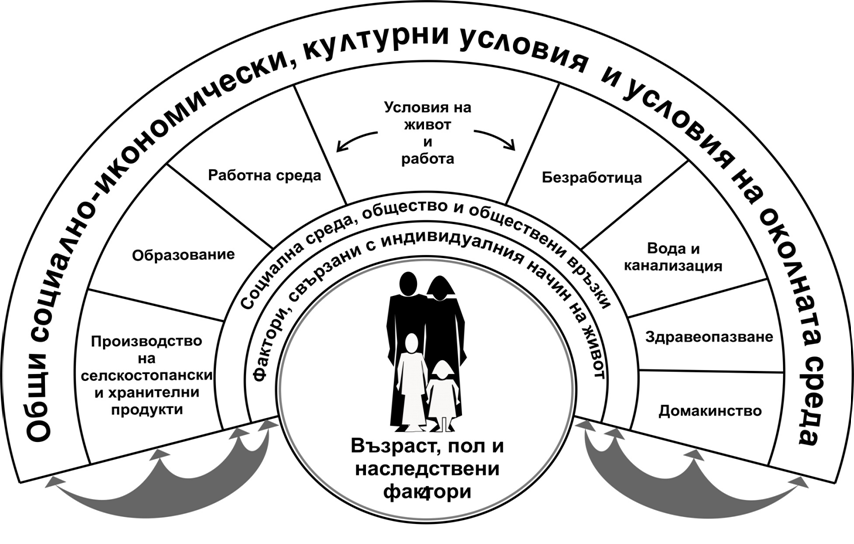 Общи социално-икономически, културни условия и условия на околната среда
Условия на
живот
и
работа
Работна среда
Безработица
Образование
Вода и
канализация
Производство
на
селскостопански
и хранителни
продукти
Здравеопазване
Домакинство
Социална среда, общество и обществени връзки
Фактори, свързани с индивидуалния начин на живот
Възраст, пол и
наследствени
фактори
4